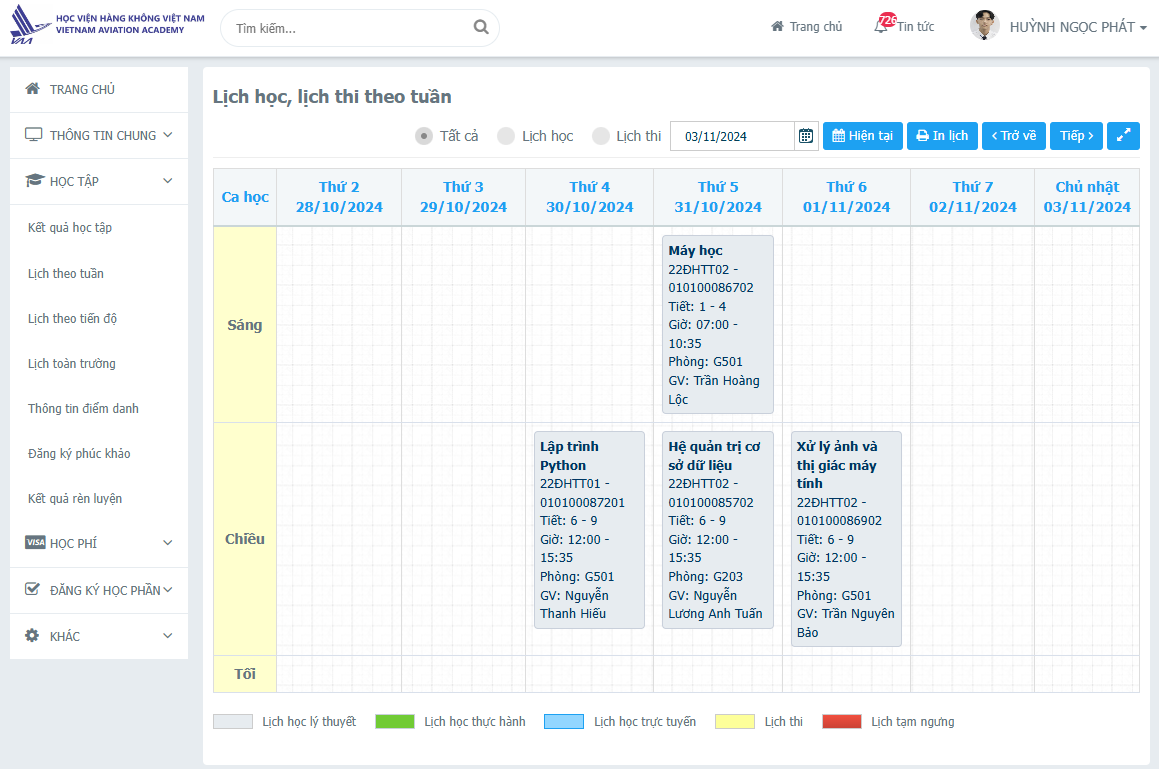 HỌC VIỆN HÀNG KHÔNG VIỆT NAM
VIETNAM AVIATION ACADEMY
Tìm kiếm...
Trang chủ
726
Tin tức
HUỲNH NGỌC PHÁT
TRANG CHỦ
THÔNG TIN CHUNG
HỌC TẬP
Kết quả học tập
Lịch theo tuần
Lịch theo tiến độ
Lịch toàn trường
Thông tin điểm danh
Đăng ký phúc khảo
Kết quả rèn luyện
VISA HỌC PHÍ
ĐĂNG KÝ HỌC PHẦN
KHÁC
Lịch học, lịch thi theo tuần
Tất cả
Lịch học
Lịch thi
03/11/2024
Hiện tại
In lịch
Trở về
Tiếp
Ca học
Thứ 2
28/10/2024
Thứ 3
29/10/2024
Thứ 4
30/10/2024
Thứ 5
31/10/2024
Thứ 6
01/11/2024
Thứ 7
02/11/2024
Chủ nhật
03/11/2024
Sáng
Máy học
22ĐHTT02 -
010100086702
Tiết: 1 - 4
Giờ: 07:00 -
10:35
Phòng: G501
GV: Trần Hoàng
Lộc
Chiều
Lập trình
Python
22ĐHTT01 -
010100087201
Tiết: 6 - 9
Giờ: 12:00 -
15:35
Phòng: G501
GV: Nguyễn
Thanh Hiếu
Hệ quản trị cơ
sở dữ liệu
22ĐHTT02 -
010100085702
Tiết: 6 - 9
Giờ: 12:00 -
15:35
Phòng: G203
GV: Nguyễn
Lương Anh Tuấn
Xử lý ảnh và
thị giác máy
tính
22ĐHTT02 -
010100086902
Tiết: 6 - 9
Giờ: 12:00 -
15:35
Phòng: G501
GV: Trần Nguyên
Bảo
Tối
Lịch học lý thuyết
Lịch học thực hành
Lịch học trực tuyến
Lịch thi
Lịch tạm ngưng